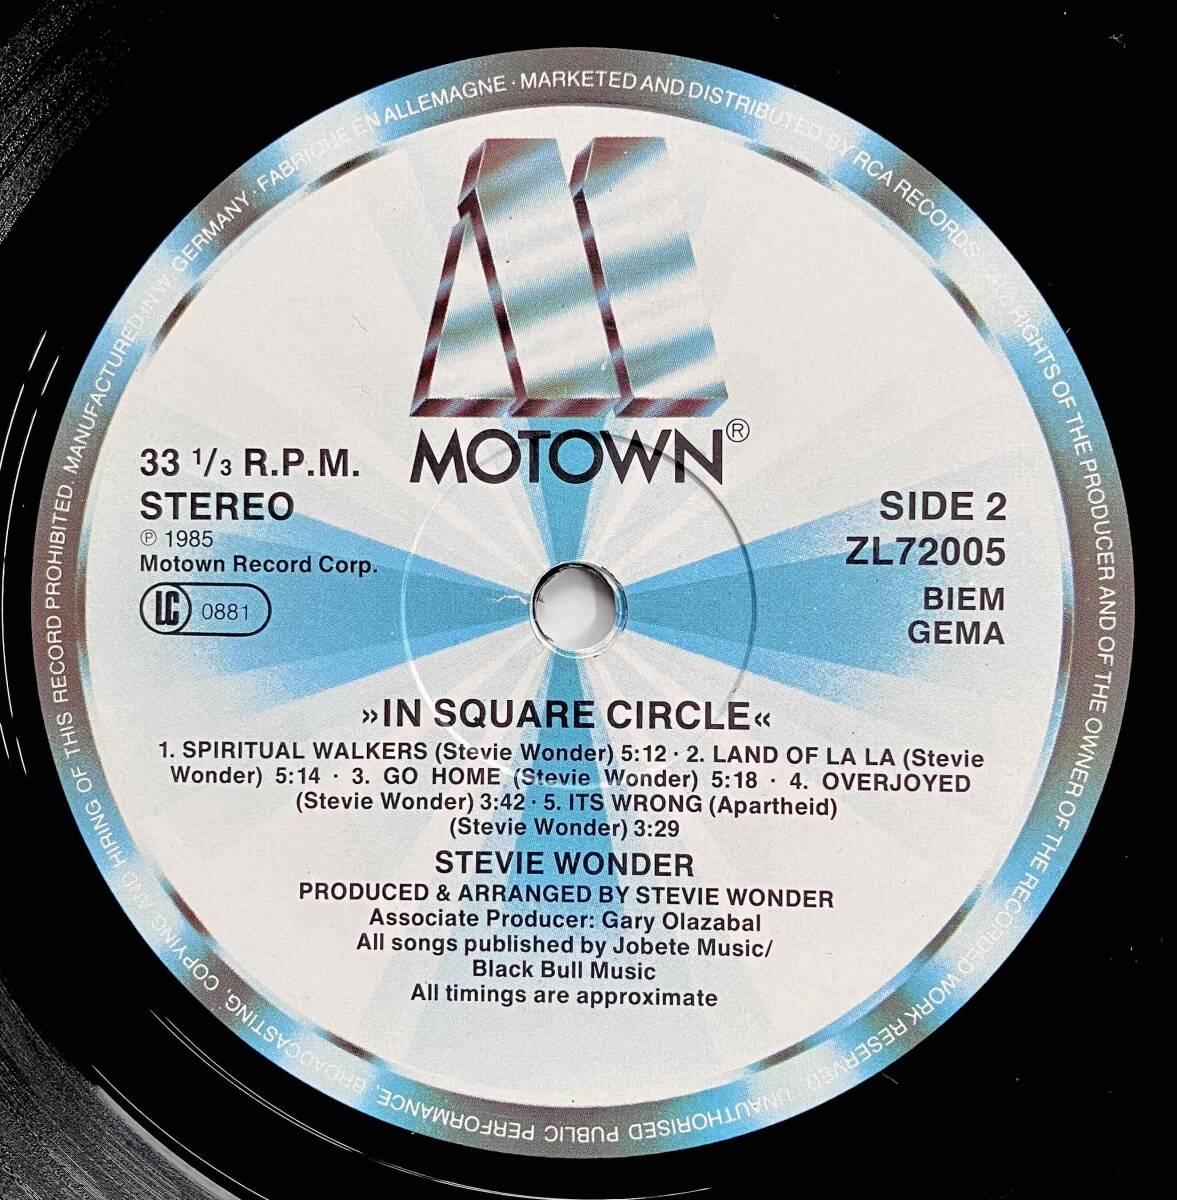 MANUFACTURED IN W. GERMANY · FABRIQUE EN ALLEMAGNE · MARKETED AND DISTRIBUTED BY RCA RECORDS · ALL RIGHTS OF THE PRODUCER AND OF THE OWNER OF THE RECORDED WORK RESERVED. UNAUTHORISED PUBLIC PERFORMANCE, BROADCASTING, COPYING AND HIRING OF THIS RECORD PROHIBITED.
MOTOWN®
33 1/3 R.P.M.
STEREO
℗ 1985
Motown Record Corp.
LC 0881
SIDE 2
ZL72005
BIEM
GEMA
»IN SQUARE CIRCLE«
1. SPIRITUAL WALKERS (Stevie Wonder) 5:12 · 2. LAND OF LA LA (Stevie
Wonder) 5:14 · 3. GO HOME (Stevie Wonder) 5:18 · 4. OVERJOYED
(Stevie Wonder) 3:42 · 5. ITS WRONG (Apartheid)
(Stevie Wonder) 3:29
STEVIE WONDER
PRODUCED & ARRANGED BY STEVIE WONDER
Associate Producer: Gary Olazabal
All songs published by Jobete Music/
Black Bull Music
All timings are approximate